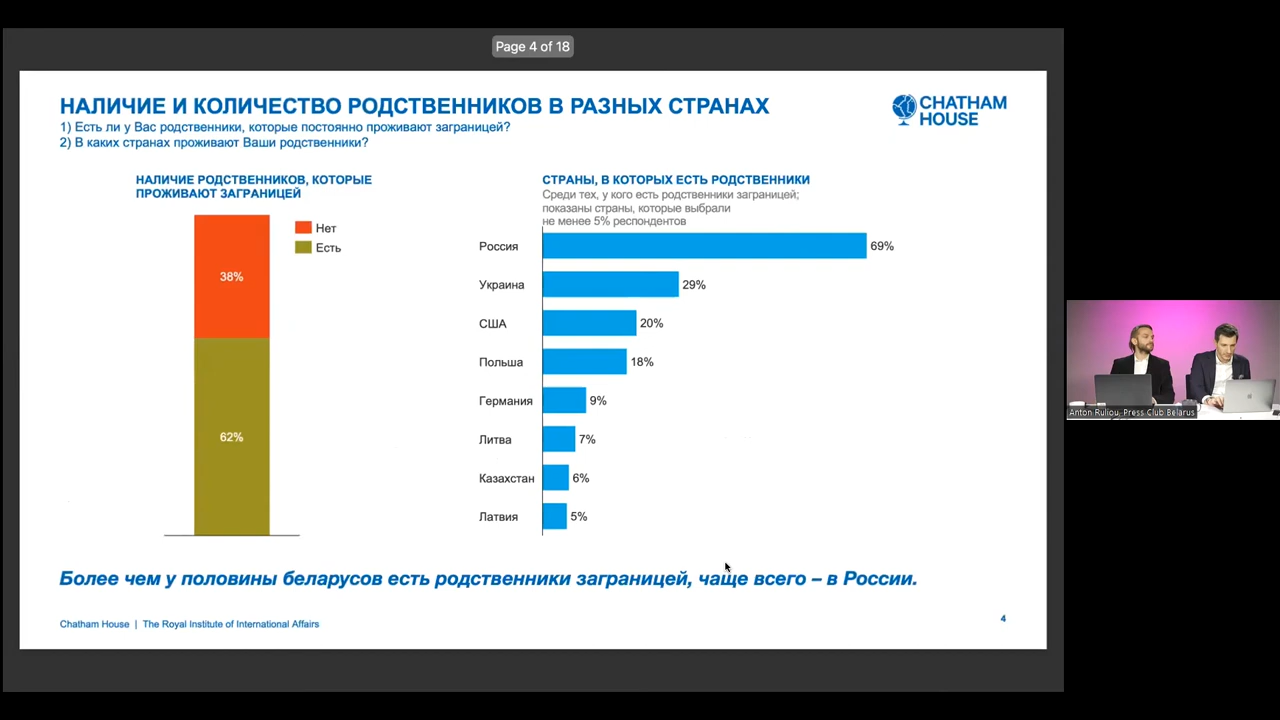 Page 4 of 18
НАЛИЧИЕ И КОЛИЧЕСТВО РОДСТВЕННИКОВ В РАЗНЫХ СТРАНАХ
1) Есть ли у Вас родственники, которые постоянно проживают заграницей?
2) В каких странах проживают Ваши родственники?
CHATHAM
HOUSE
НАЛИЧИЕ РОДСТВЕННИКОВ, КОТОРЫЕ
ПРОЖИВАЮТ ЗАГРАНИЦЕЙ
Нет
Есть
38%
62%
СТРАНЫ, В КОТОРЫХ ЕСТЬ РОДСТВЕННИКИ
Среди тех, у кого есть родственники заграницей;
показаны страны, которые выбрали
не менее 5% респондентов
Россия 69%
Украина 29%
США 20%
Польша 18%
Германия 9%
Литва 7%
Казахстан 6%
Латвия 5%
Более чем у половины беларусов есть родственники заграницей, чаще всего – в России.
Chatham House | The Royal Institute of International Affairs
4
Anton Ruliou, Press Club Belarus